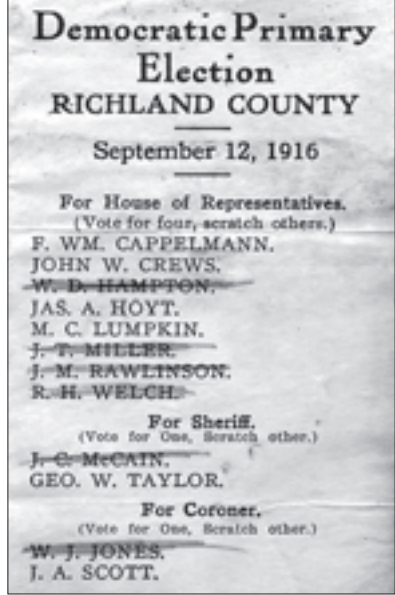 Democratic Primary
Election
RICHLAND COUNTY
September 12, 1916
For House of Representatives.
(Vote for four, scratch others.)
F. WM. CAPPELMANN.
JOHN W. CREWS.
W. D. HAMPTON.
JAS. A. HOYT.
M. C. LUMPKIN.
J. T. MILLER.
J. M. RAWLINSON.
R. H. WELCH.
For Sheriff.
(Vote for One, Scratch other.)
J. C. McCAIN.
GEO. W. TAYLOR.
For Coroner.
(Vote for One, Scratch other.)
W. J. JONES.
J. A. SCOTT.